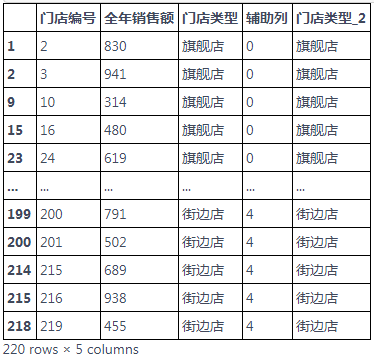 门店编号 全年销售额 门店类型 辅助列 门店类型_2
1 2 830 旗舰店 0 旗舰店
2 3 941 旗舰店 0 旗舰店
9 10 314 旗舰店 0 旗舰店
15 16 480 旗舰店 0 旗舰店
23 24 619 旗舰店 0 旗舰店
... ... ... ... ... ...
199 200 791 街边店 4 街边店
200 201 502 街边店 4 街边店
214 215 689 街边店 4 街边店
215 216 938 街边店 4 街边店
218 219 455 街边店 4 街边店
220 rows × 5 columns